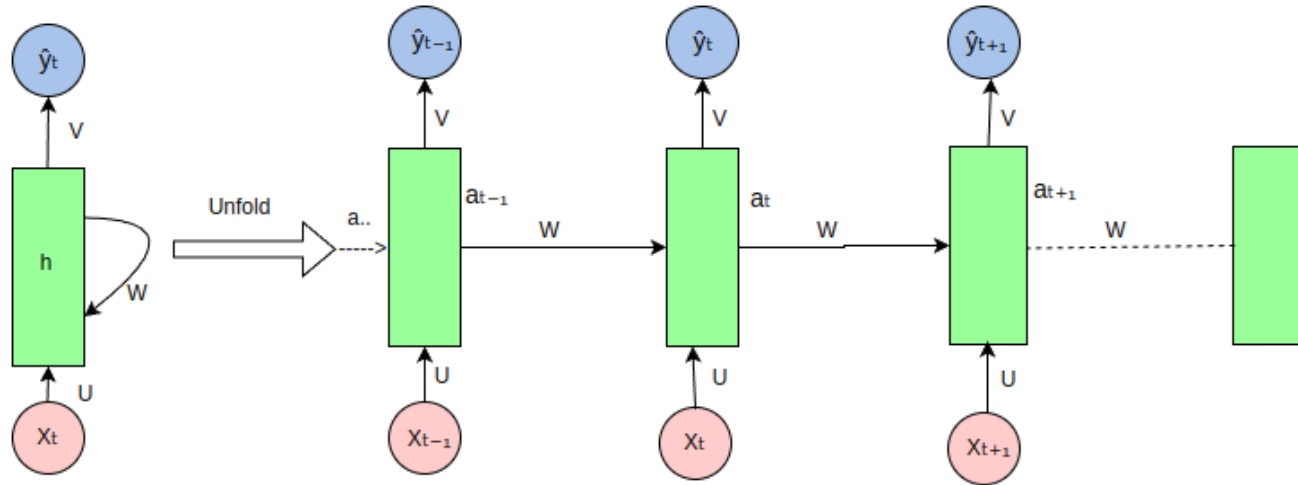 ŷt
V
h
W
U
Xt
Unfold
a..
ŷt−1
V
at−1
W
U
Xt−1
ŷt
V
at
W
U
Xt
ŷt+1
V
at+1
W
U
Xt+1